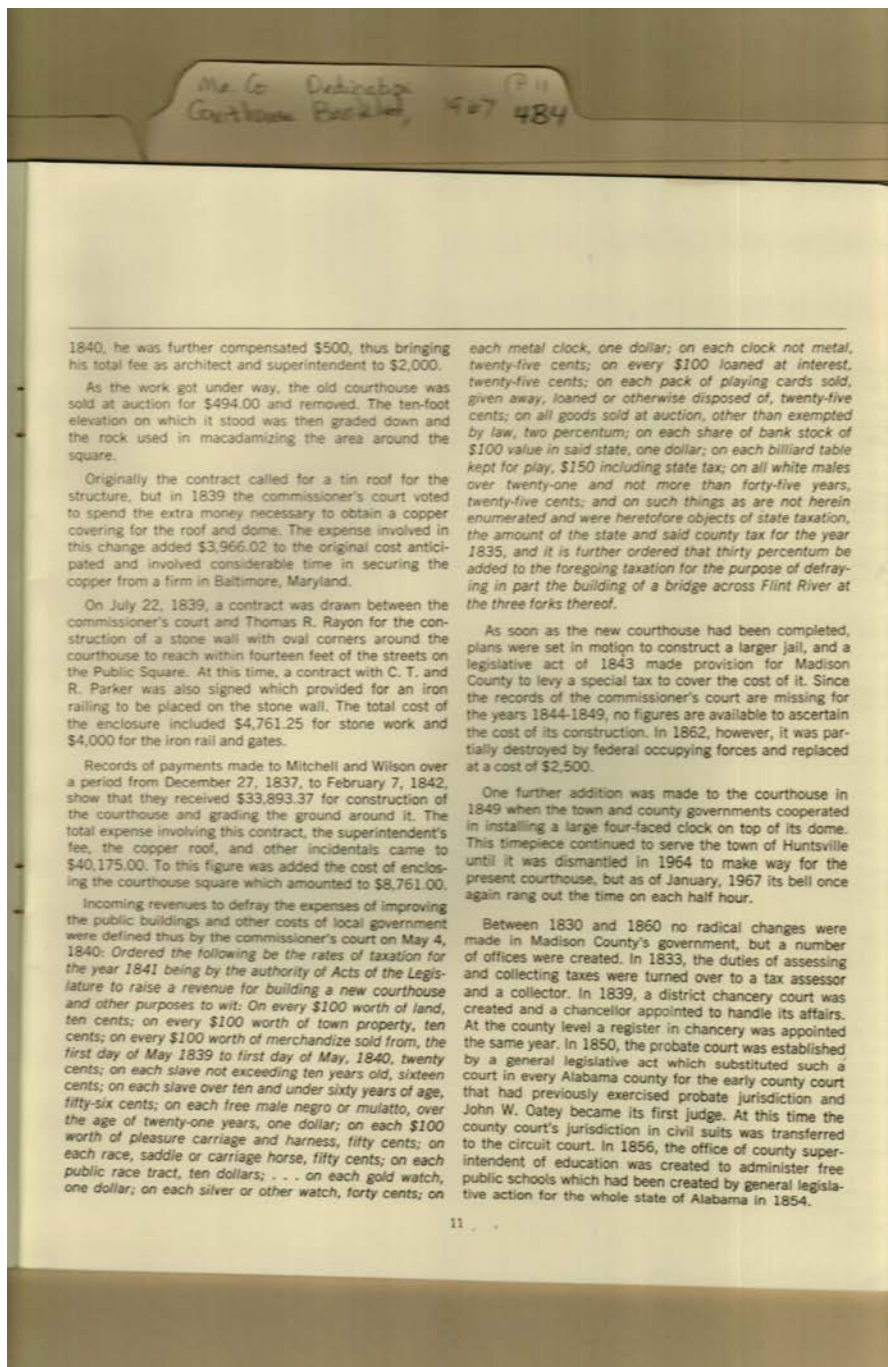 Ma. Co Dedication P 11
Courthouse Booklet, 1967 484
1840, he was further compensated $500, thus bringing
his total fee as architect and superintendent to $2,000.
As the work got under way, the old courthouse was
sold at auction for $494.00 and removed. The ten-foot
elevation on which it stood was then graded down and
the rock used in macadamizing the area around the
square.
Originally the contract called for a tin roof for the
structure, but in 1839 the commissioner's court voted
to spend the extra money necessary to obtain a copper
covering for the roof and dome. The expense involved in
this change added $3,966.02 to the original cost antici-
pated and involved considerable time in securing the
copper from a firm in Baltimore, Maryland.
On July 22, 1839, a contract was drawn between the
commissioner's court and Thomas R. Rayon for the con-
struction of a stone wall with oval corners around the
courthouse to reach within fourteen feet of the streets on
the Public Square. At this time, a contract with C. T. and
R. Parker was also signed which provided for an iron
railing to be placed on the stone wall. The total cost of
the enclosure included $4,761.25 for stone work and
$4,000 for the iron rail and gates.
Records of payments made to Mitchell and Wilson over
a period from December 27, 1837, to February 7, 1842,
show that they received $33,893.37 for construction of
the courthouse and grading the ground around it. The
total expense involving this contract, the superintendent's
fee, the copper roof, and other incidentals came to
$40,175.00. To this figure was added the cost of enclos-
ing the courthouse square which amounted to $8,761.00.
Incoming revenues to defray the expenses of improving
the public buildings and other costs of local government
were defined thus by the commissioner's court on May 4,
1840: Ordered the following be the rates of taxation for
the year 1841 being by the authority of Acts of the Legis-
lature to raise a revenue for building a new courthouse
and other purposes to wit: On every $100 worth of land,
ten cents; on every $100 worth of town property, ten
cents; on every $100 worth of merchandize sold from, the
first day of May 1839 to first day of May, 1840, twenty
cents; on each slave not exceeding ten years old, sixteen
cents; on each slave over ten and under sixty years of age,
fifty-six cents; on each free male negro or mulatto, over
the age of twenty-one years, one dollar; on each $100
worth of pleasure carriage and harness, fifty cents; on
each race, saddle or carriage horse, fifty cents; on each
public race tract, ten dollars; . . . on each gold watch,
one dollar; on each silver or other watch, forty cents; on
each metal clock, one dollar; on each clock not metal,
twenty-five cents; on every $100 loaned at interest,
twenty-five cents; on each pack of playing cards sold,
given away, loaned or otherwise disposed of, twenty-five
cents; on all goods sold at auction, other than exempted
by law, two percentum; on each share of bank stock of
$100 value in said state, one dollar; on each billiard table
kept for play, $150 including state tax; on all white males
over twenty-one and not more than forty-five years,
twenty-five cents; and on such things as are not herein
enumerated and were heretofore objects of state taxation,
the amount of the state and said county tax for the year
1835, and it is further ordered that thirty percentum be
added to the foregoing taxation for the purpose of defray-
ing in part the building of a bridge across Flint River at
the three forks thereof.
As soon as the new courthouse had been completed,
plans were set in motion to construct a larger jail, and a
legislative act of 1843 made provision for Madison
County to levy a special tax to cover the cost of it. Since
the records of the commissioner's court are missing for
the years 1844-1849, no figures are available to ascertain
the cost of its construction. In 1862, however, it was par-
tially destroyed by federal occupying forces and replaced
at a cost of $2,500.
One further addition was made to the courthouse in
1849 when the town and county governments cooperated
in installing a large four-faced clock on top of its dome.
This timepiece continued to serve the town of Huntsville
until it was dismantled in 1964 to make way for the
present courthouse, but as of January, 1967 its bell once
again rang out the time on each half hour.
Between 1830 and 1860 no radical changes were
made in Madison County's government, but a number
of offices were created. In 1833, the duties of assessing
and collecting taxes were turned over to a tax assessor
and a collector. In 1839, a district chancery court was
created and a chancellor appointed to handle its affairs.
At the county level a register in chancery was appointed
the same year. In 1850, the probate court was established
by a general legislative act which substituted such a
court in every Alabama county for the early county court
that had previously exercised probate jurisdiction and
John W. Oatey became its first judge. At this time the
county court's jurisdiction in civil suits was transferred
to the circuit court. In 1856, the office of county super-
intendent of education was created to administer free
public schools which had been created by general legisla-
tive action for the whole state of Alabama in 1854.
11